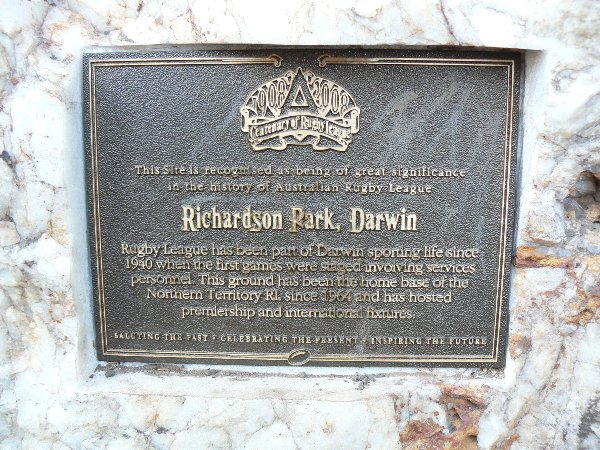 1908 2008
Centenary of Rugby League
This Site is recognised as being of great significance
in the history of Australian Rugby League
Richardson Park, Darwin
Rugby League has been part of Darwin sporting life since
1940 when the first games were staged involving services
personnel. This ground has been the home base of the
Northern Territory RL since 1964 and has hosted
premiership and international fixtures.
SALUTING THE PAST • CELEBRATING THE PRESENT • INSPIRING THE FUTURE